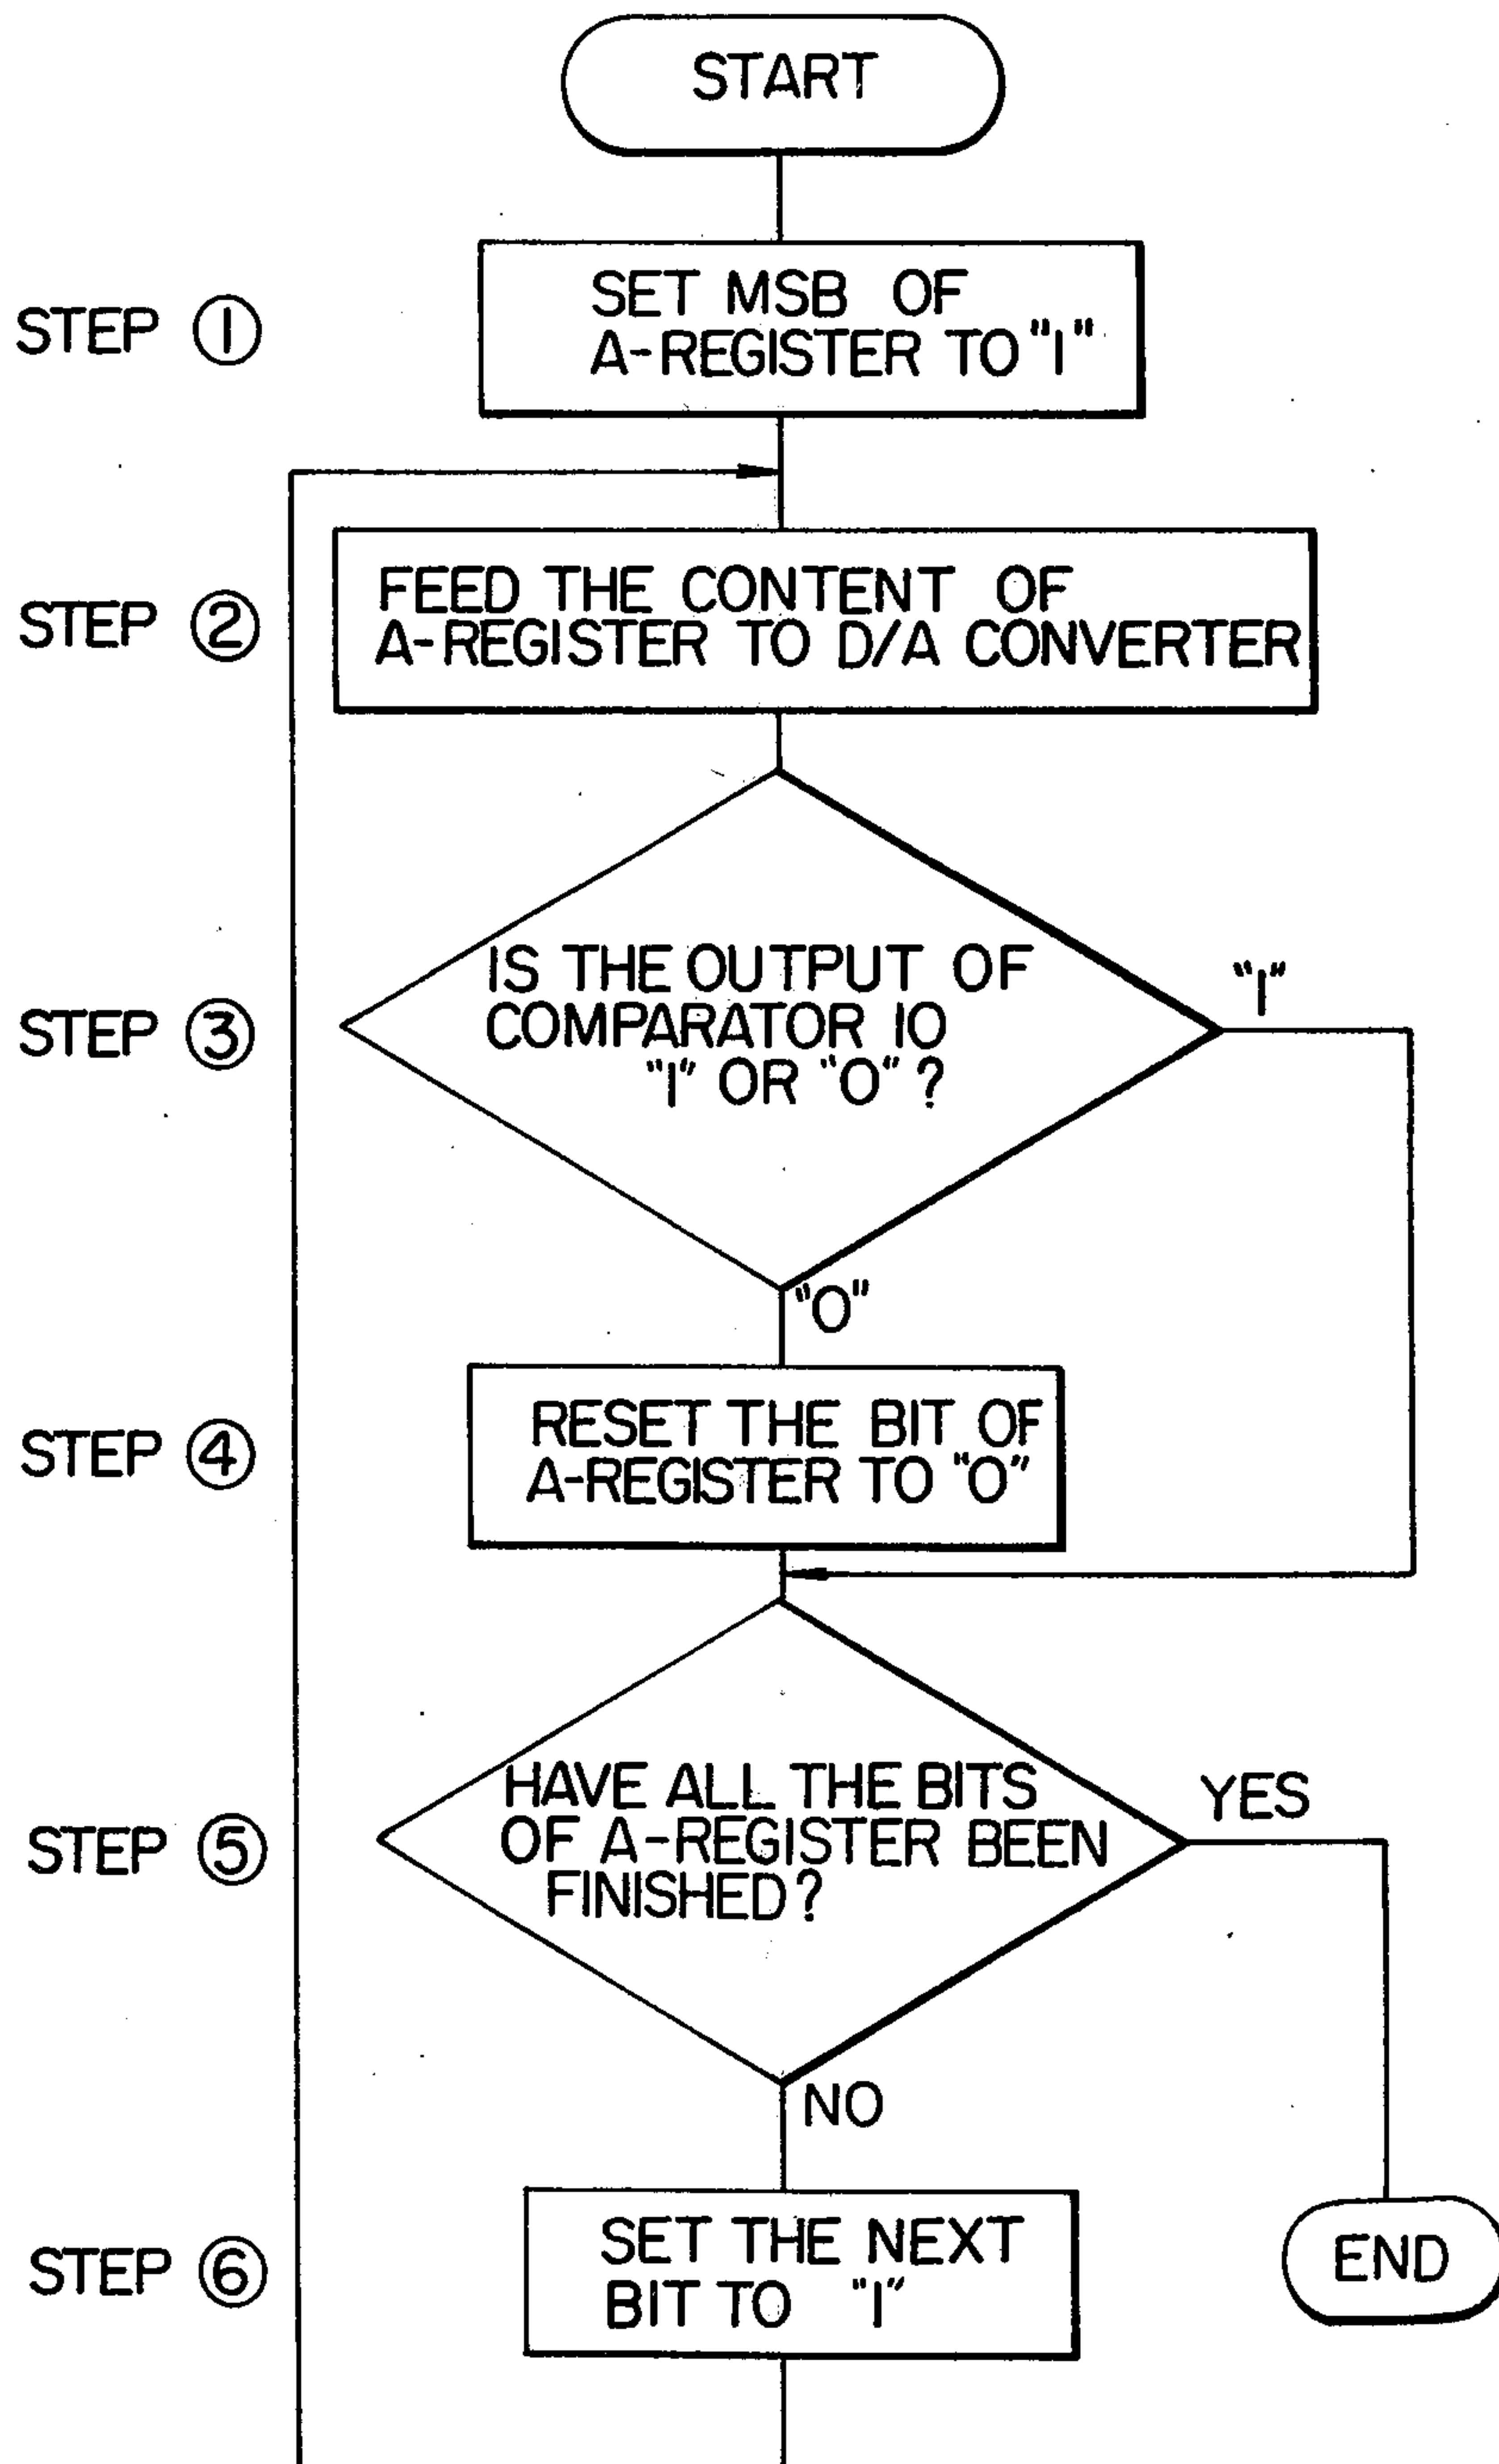 START
STEP ①
SET MSB OF
A-REGISTER TO "1"
STEP ②
FEED THE CONTENT OF
A-REGISTER TO D/A CONVERTER
STEP ③
IS THE OUTPUT OF
COMPARATOR 10
"1" OR "0"?
"1"
"0"
STEP ④
RESET THE BIT OF
A-REGISTER TO "0"
STEP ⑤
HAVE ALL THE BITS
OF A-REGISTER BEEN
FINISHED?
YES
NO
STEP ⑥
SET THE NEXT
BIT TO "1"
END